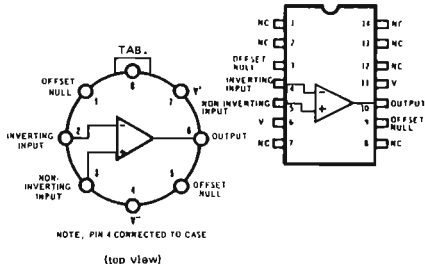 TAB.
8
OFFSET
NULL
1
7
V⁺
INVERTING
INPUT
2
6
OUTPUT
NON-
INVERTING
INPUT
3
5
OFFSET
NULL
4
V⁻
NOTE, PIN 4 CONNECTED TO CASE
(top view)
NC 1 14 NC
NC 2 13 NC
OFFSET
NULL 3 12 NC
INVERTING
INPUT 4 11 V
NON INVERTING
INPUT 5 10 OUTPUT
V 6 9 OFFSET
NULL
NC 7 8 NC